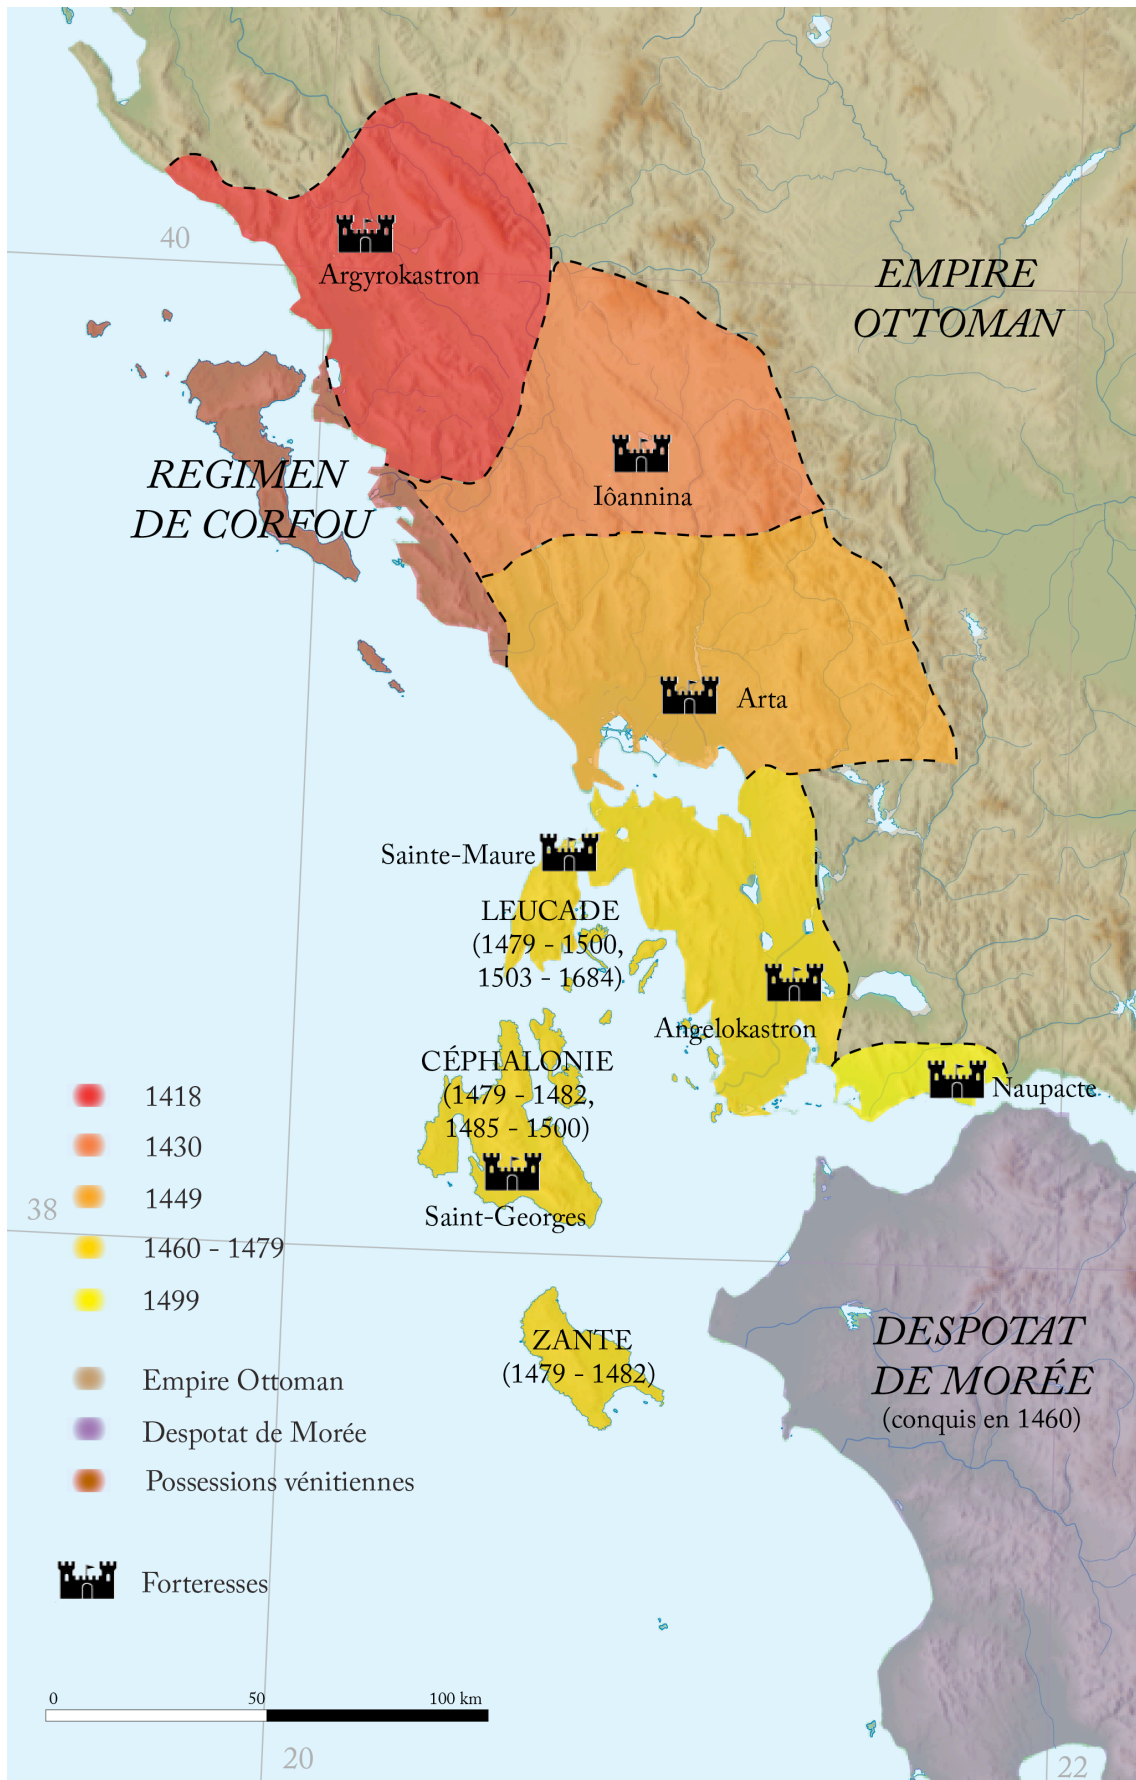 40
Argyrokastron
EMPIRE
OTTOMAN
REGIMEN
DE CORFOU
Iôannina
Arta
Sainte-Maure
LEUCADE
(1479 - 1500,
1503 - 1684)
Angelokastron
CÉPHALONIE
(1479 - 1482,
1485 - 1500)
Naupacte
Saint-Georges
38
ZANTE
(1479 - 1482)
DESPOTAT
DE MORÉE
(conquis en 1460)
1418
1430
1449
1460 - 1479
1499
Empire Ottoman
Despotat de Morée
Possessions vénitiennes
Forteresses
0 50 100 km
20
22